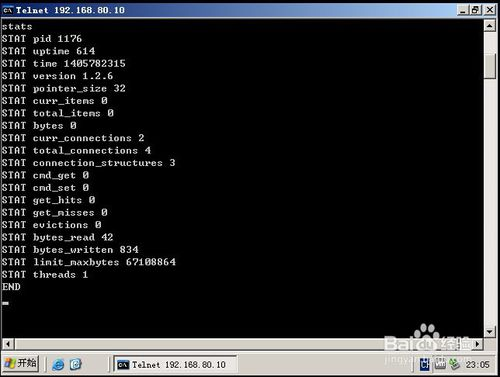 Telnet 192.168.80.10
stats
STAT pid 1176
STAT uptime 614
STAT time 1405782315
STAT version 1.2.6
STAT pointer_size 32
STAT curr_items 0
STAT total_items 0
STAT bytes 0
STAT curr_connections 2
STAT total_connections 4
STAT connection_structures 3
STAT cmd_get 0
STAT cmd_set 0
STAT get_hits 0
STAT get_misses 0
STAT evictions 0
STAT bytes_read 42
STAT bytes_written 834
STAT limit_maxbytes 67108864
STAT threads 1
END
Baidu 经验
开始 Telnet 192.168.80.10 23:05